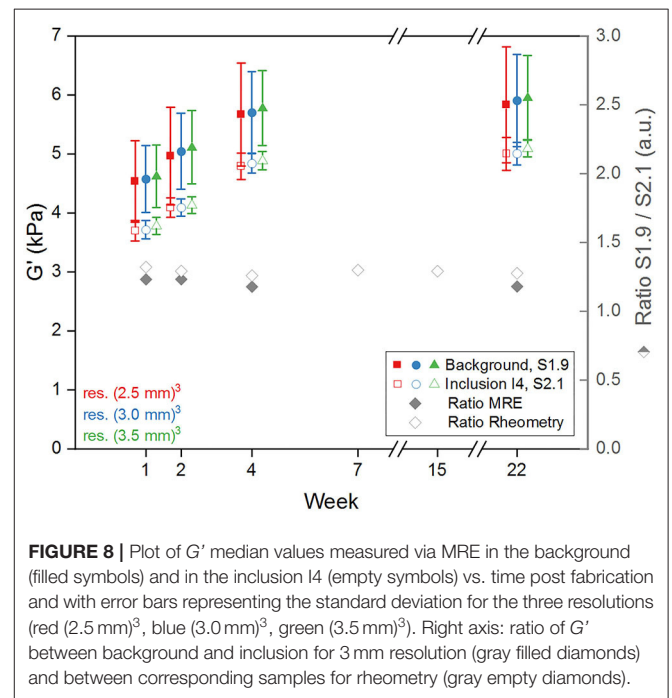 7
6
5
4
3
2
1
0
G' (kPa)
3.0
2.5
2.0
1.5
1.0
0.5
0.0
Ratio S1.9 / S2.1 (a.u.)
Background, S1.9
Inclusion I4, S2.1
Ratio MRE
Ratio Rheometry
res. (2.5 mm)³
res. (3.0 mm)³
res. (3.5 mm)³
1 2 4 7 15 22
Week
FIGURE 8 | Plot of G' median values measured via MRE in the background
(filled symbols) and in the inclusion I4 (empty symbols) vs. time post fabrication
and with error bars representing the standard deviation for the three resolutions
(red (2.5 mm)³, blue (3.0 mm)³, green (3.5 mm)³). Right axis: ratio of G'
between background and inclusion for 3 mm resolution (gray filled diamonds)
and between corresponding samples for rheometry (gray empty diamonds).